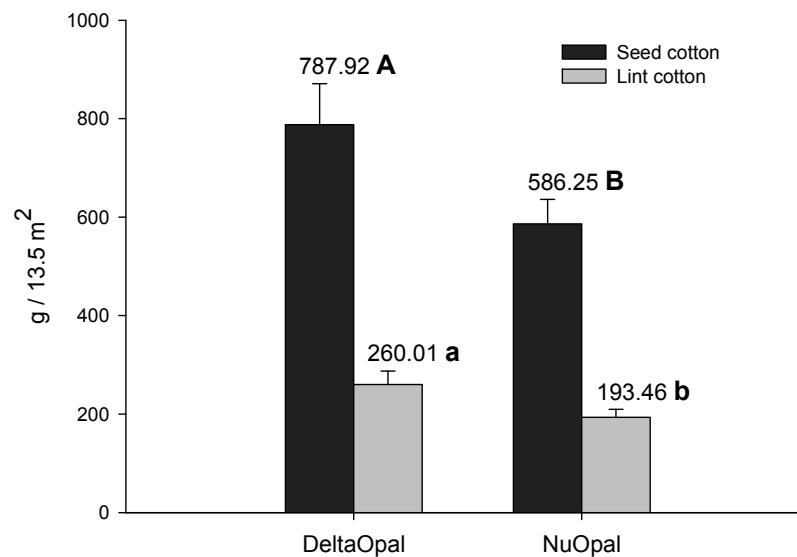 1000
800
600
400
200
0
g / 13.5 m²
Seed cotton
Lint cotton
787.92 A
260.01 a
586.25 B
193.46 b
DeltaOpal
NuOpal